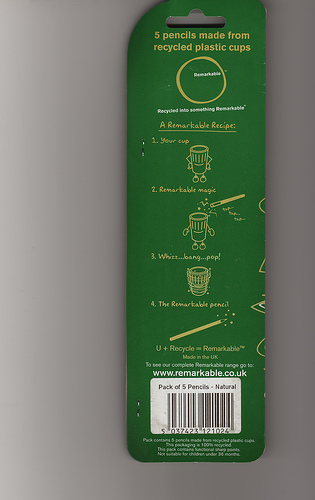 5 pencils made from
recycled plastic cups
Remarkable™
Recycled into something Remarkable™
A Remarkable Recipe:
1. Your cup
2. Remarkable magic
3. Whizz...bang...pop!
4. The Remarkable pencil
U + Recycle = Remarkable™
Made in the UK
To see our complete Remarkable range go to:
www.remarkable.co.uk
Pack of 5 Pencils - Natural
5 037423 121024
Pack contains 5 pencils made from recycled plastic cups.
This packaging is 100% recycled.
This pack contains functional sharp points.
Not suitable for children under 36 months.